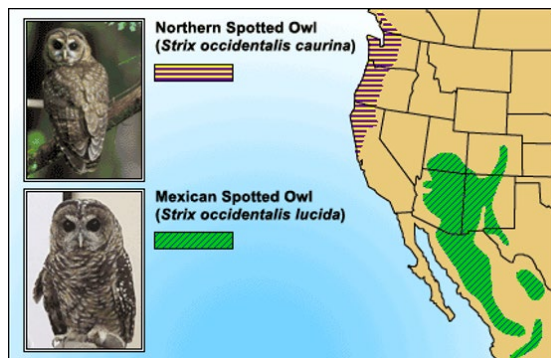 Northern Spotted Owl
(Strix occidentalis caurina)
Mexican Spotted Owl
(Strix occidentalis lucida)